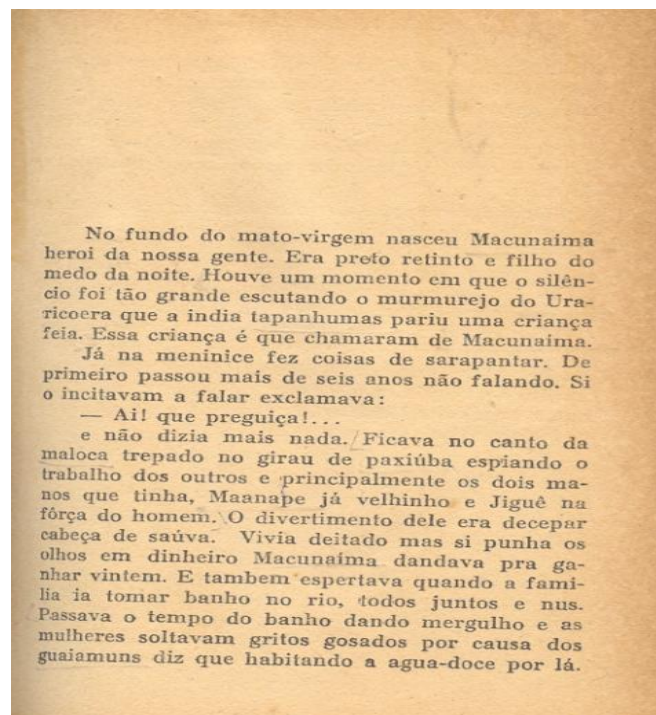 No fundo do mato-virgem nasceu Macunaima
heroi da nossa gente. Era preto retinto e filho do
medo da noite. Houve um momento em que o silên-
cio foi tão grande escutando o murmurejo do Ura-
ricoera que a india tapanhumas pariu uma criança
feia. Essa criança é que chamaram de Macunaima.
Já na meninice fez coisas de sarapantar. De
primeiro passou mais de seis anos não falando. Si
o incitavam a falar exclamava:
— Ai! que preguiça!...
e não dizia mais nada. Ficava no canto da
maloca trepado no girau de paxiúba espiando o
trabalho dos outros e principalmente os dois ma-
nos que tinha, Maanape já velhinho e Jiguê na
fôrça do homem. O divertimento dele era decepar
cabeça de saúva. Vivia deitado mas si punha os
olhos em dinheiro Macunaíma dandava pra ga-
nhar vintem. E tambem espertava quando a fami-
lia ia tomar banho no rio, todos juntos e nus.
Passava o tempo do banho dando mergulho e as
mulheres soltavam gritos gosados por causa dos
guaiamuns diz que habitando a agua-doce por lá.